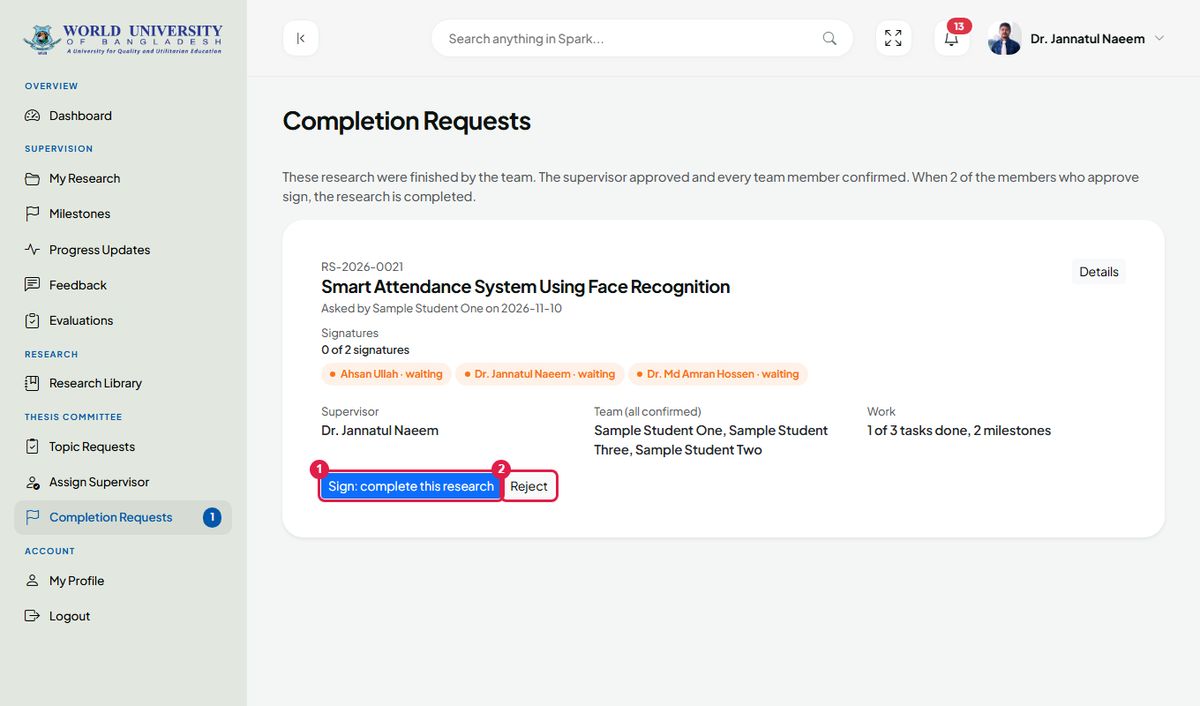 WORLD UNIVERSITY
OF BANGLADESH
A University for Quality and Utilitarian Education
Search anything in Spark...
13
Dr. Jannatul Naeem
OVERVIEW
Dashboard
SUPERVISION
My Research
Milestones
Progress Updates
Feedback
Evaluations
RESEARCH
Research Library
THESIS COMMITTEE
Topic Requests
Assign Supervisor
Completion Requests
1
ACCOUNT
My Profile
Logout
Completion Requests
These research were finished by the team. The supervisor approved and every team member confirmed. When 2 of the members who approve
sign, the research is completed.
RS-2026-0021
Details
Smart Attendance System Using Face Recognition
Asked by Sample Student One on 2026-11-10
Signatures
0 of 2 signatures
Ahsan Ullah · waiting
Dr. Jannatul Naeem · waiting
Dr. Md Amran Hossen · waiting
Supervisor
Dr. Jannatul Naeem
Team (all confirmed)
Sample Student One, Sample Student
Three, Sample Student Two
Work
1 of 3 tasks done, 2 milestones
1
Sign: complete this research
2
Reject